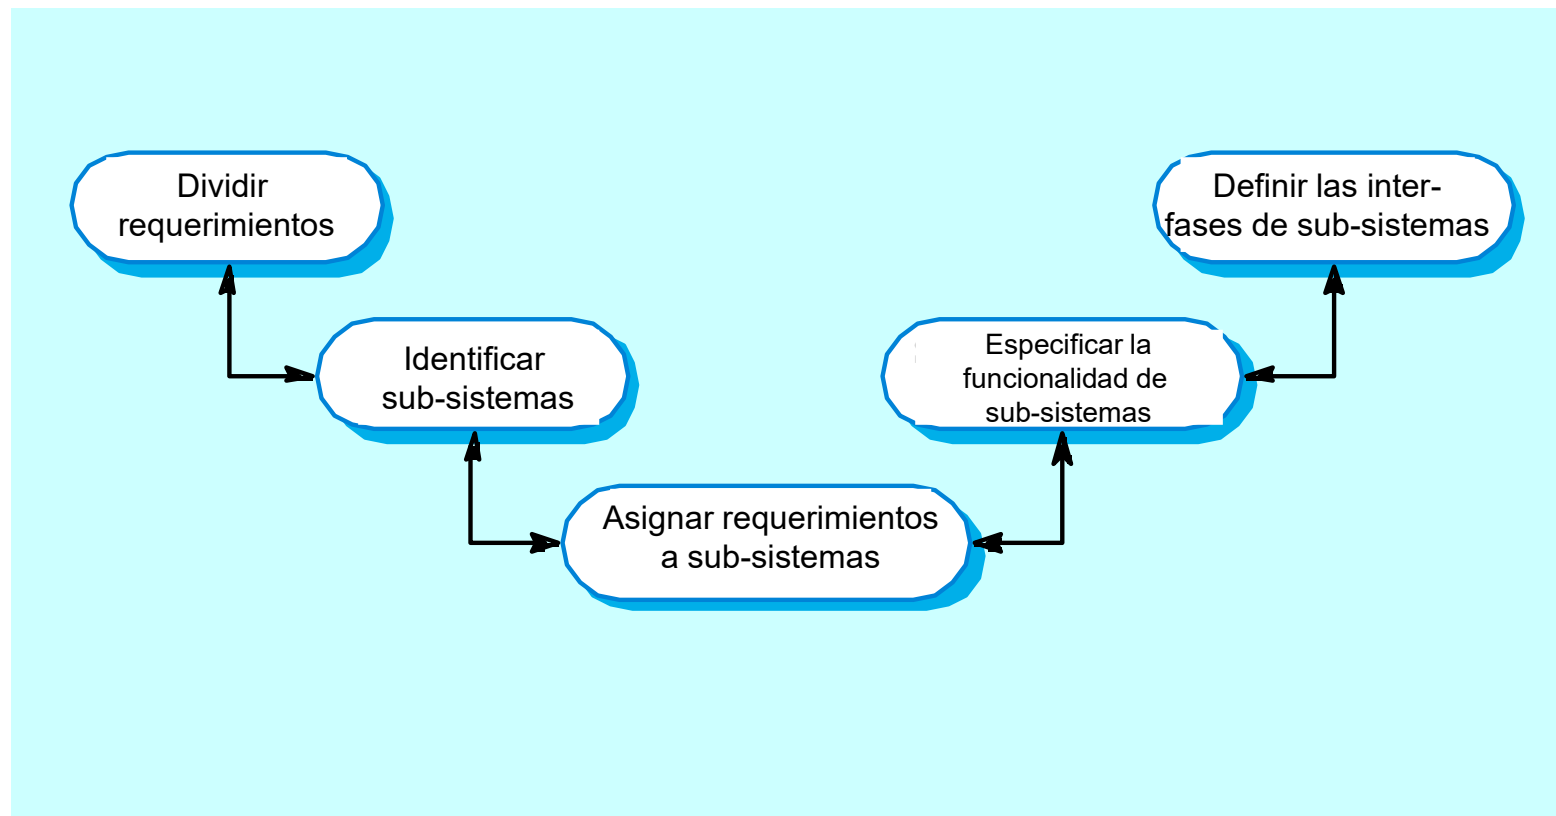 Dividir
requerimientos
Identificar
sub-sistemas
Asignar requerimientos
a sub-sistemas
Especificar la
funcionalidad de
sub-sistemas
Definir las inter-
fases de sub-sistemas